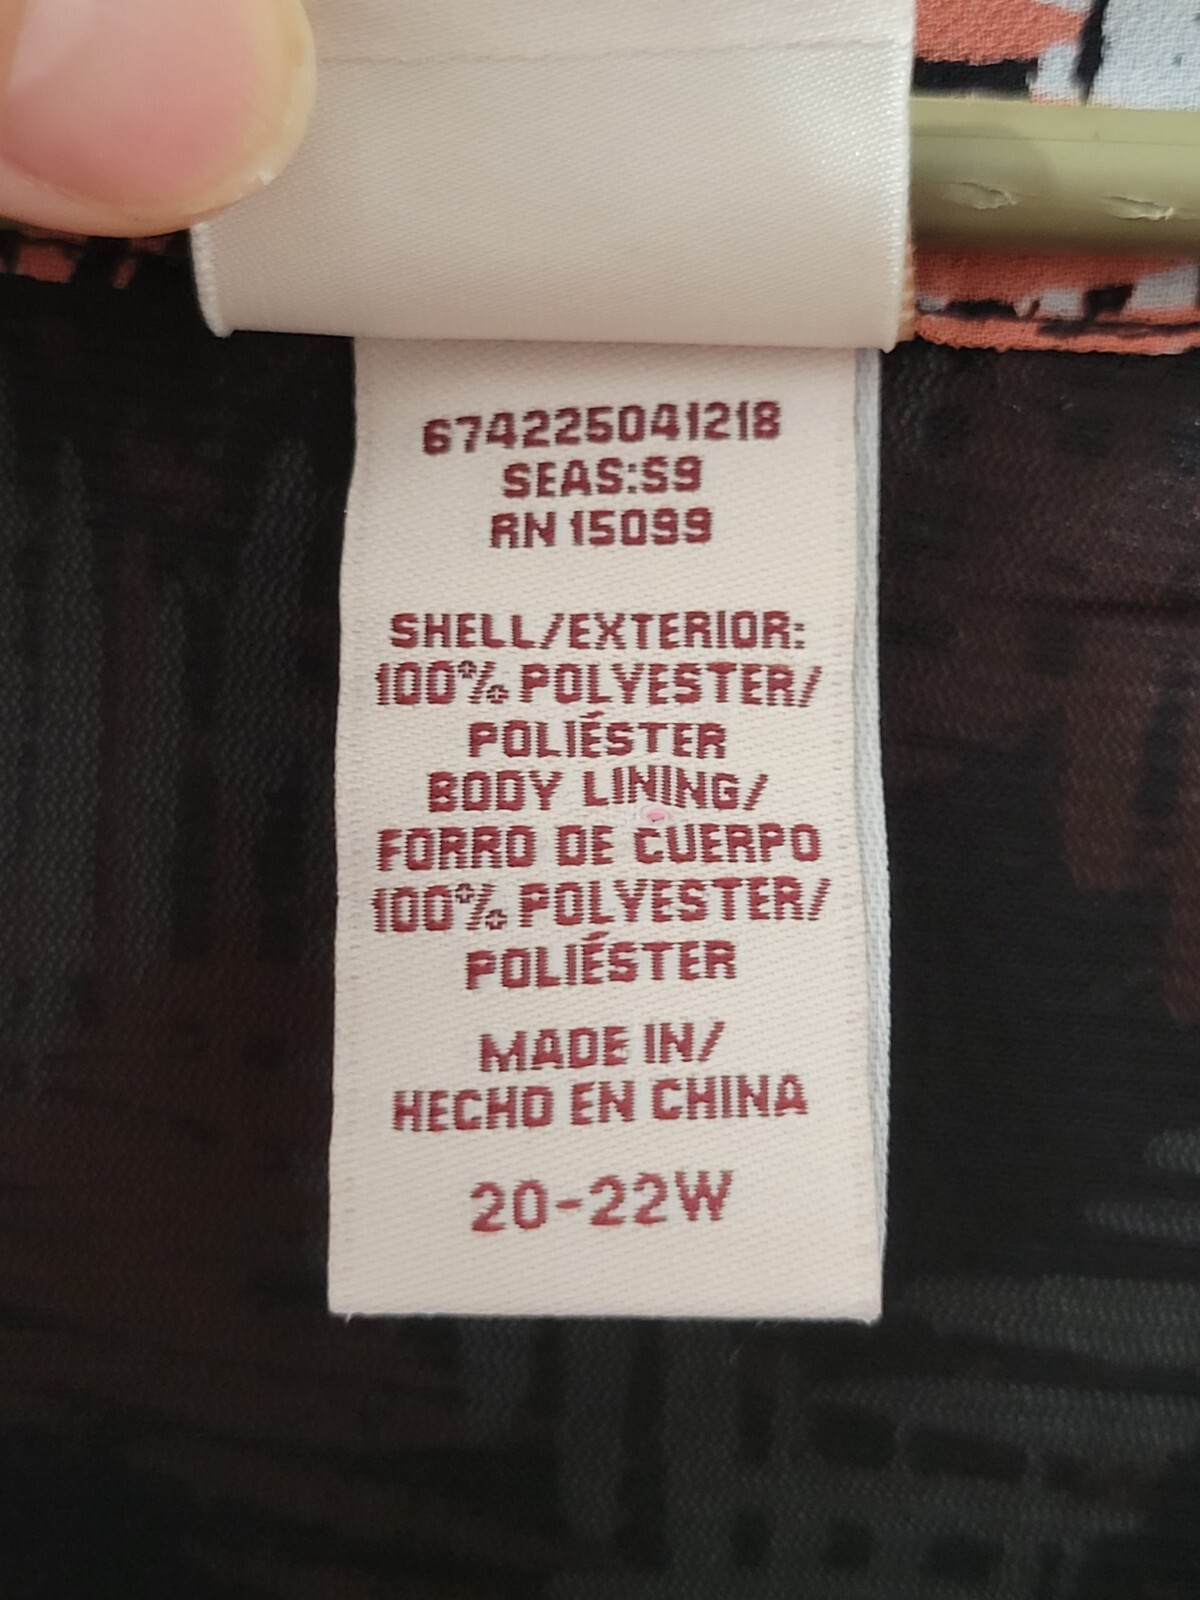 674225041218
SEAS:S9
RN 15099
SHELL/EXTERIOR:
100% POLYESTER/
POLIÉSTER
BODY LINING/
FORRO DE CUERPO
100% POLYESTER/
POLIÉSTER
MADE IN/
HECHO EN CHINA
20-22W